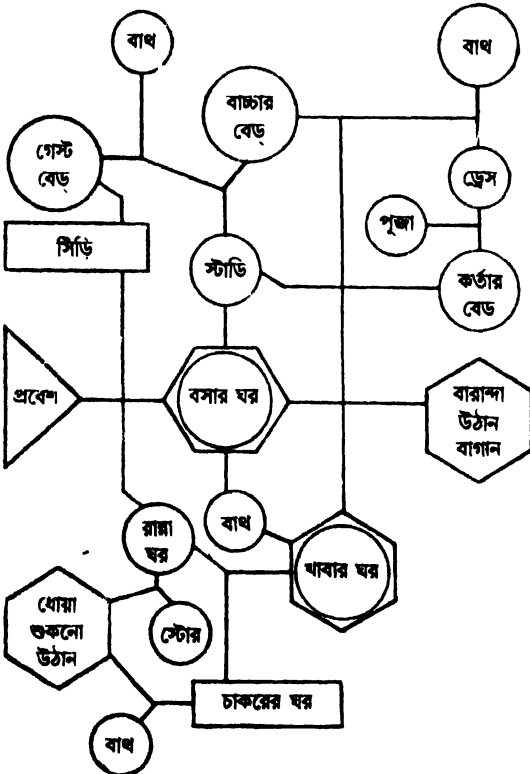 বাথ
বাথ
বাচ্চার
বেড্
গেস্ট
বেড্
ড্রেস
পূজা
সিঁড়ি
স্টাডি
কর্তার
বেড
প্রবেশ
বসার ঘর
বারান্দা
উঠান
বাগান
বাথ
রান্না
ঘর
খাবার ঘর
ধোয়া
শুকনো
উঠান
স্টোর
চাকরের ঘর
বাথ